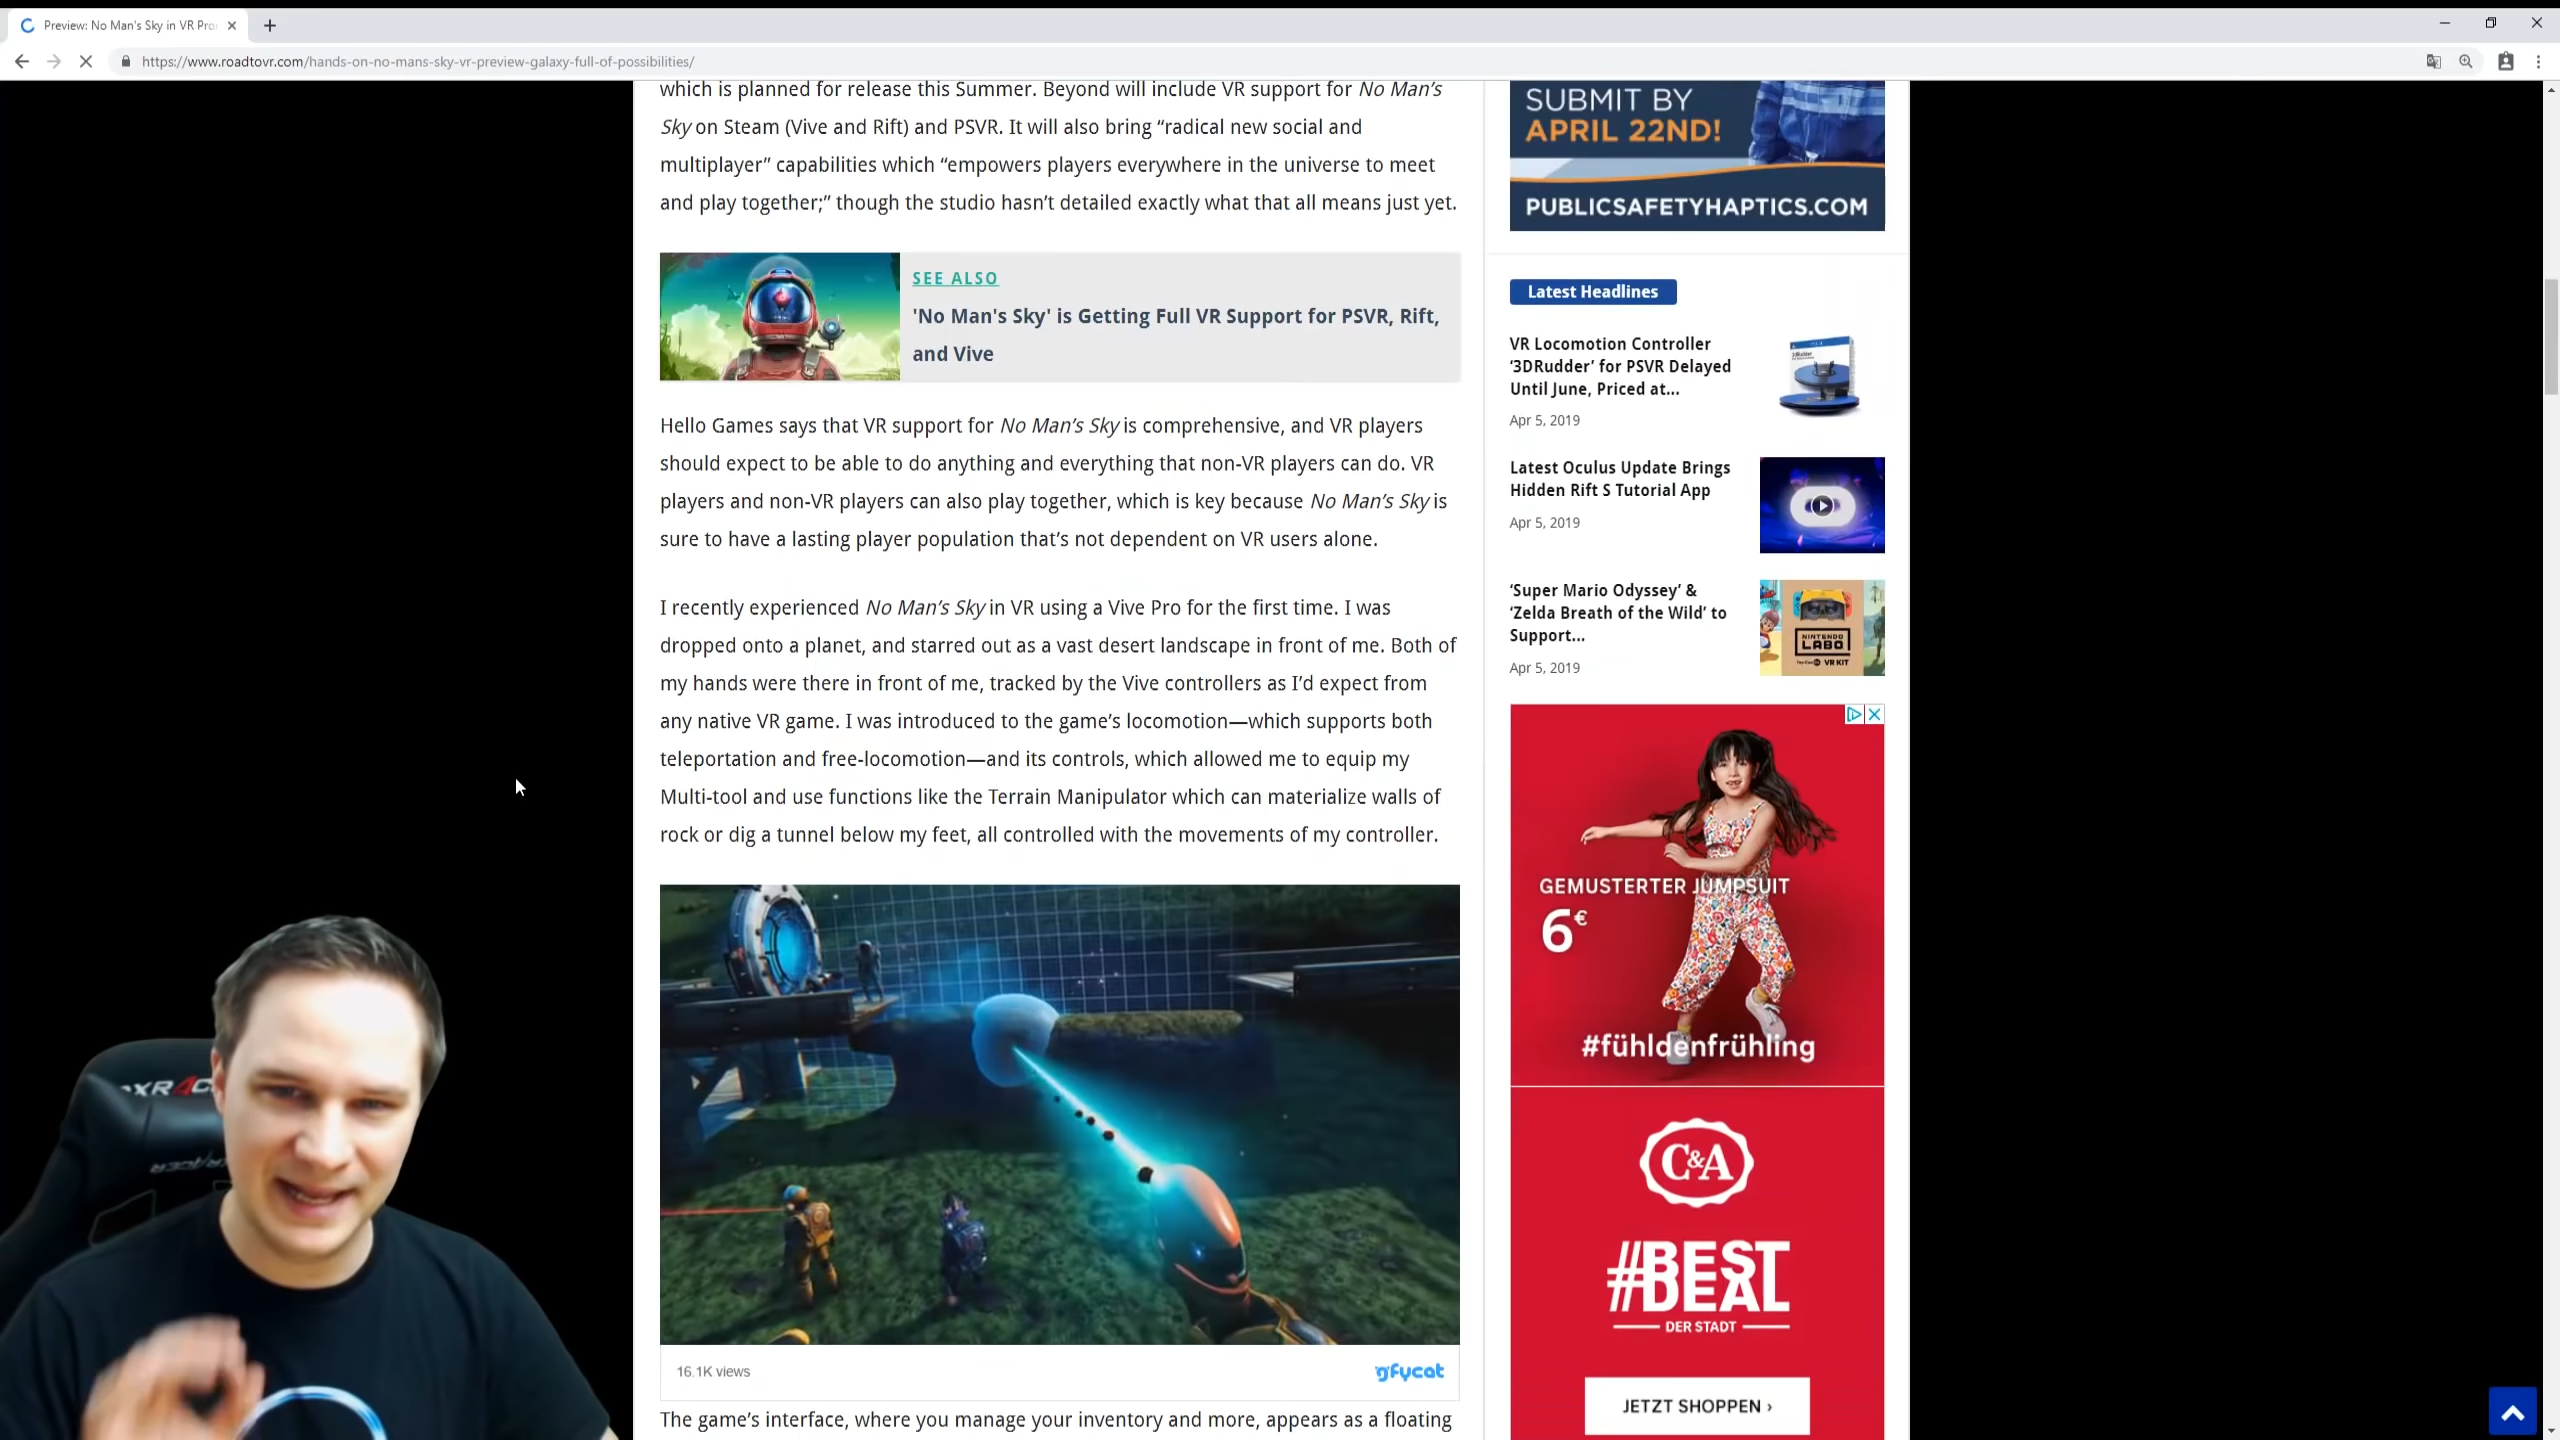 Preview: No Man's Sky in VR Pro
https://www.roadtovr.com/hands-on-no-mans-sky-vr-preview-galaxy-full-of-possibilities/
which is planned for release this Summer. Beyond will include VR support for No Man's
Sky on Steam (Vive and Rift) and PSVR. It will also bring “radical new social and
multiplayer” capabilities which “empowers players everywhere in the universe to meet
and play together;” though the studio hasn’t detailed exactly what that all means just yet.
SEE ALSO
'No Man's Sky' is Getting Full VR Support for PSVR, Rift,
and Vive
Hello Games says that VR support for No Man’s Sky is comprehensive, and VR players
should expect to be able to do anything and everything that non-VR players can do. VR
players and non-VR players can also play together, which is key because No Man’s Sky is
sure to have a lasting player population that’s not dependent on VR users alone.
I recently experienced No Man’s Sky in VR using a Vive Pro for the first time. I was
dropped onto a planet, and starred out as a vast desert landscape in front of me. Both of
my hands were there in front of me, tracked by the Vive controllers as I’d expect from
any native VR game. I was introduced to the game’s locomotion—which supports both
teleportation and free-locomotion—and its controls, which allowed me to equip my
Multi-tool and use functions like the Terrain Manipulator which can materialize walls of
rock or dig a tunnel below my feet, all controlled with the movements of my controller.
16.1K views
gfycat
The game’s interface, where you manage your inventory and more, appears as a floating
SUBMIT BY
APRIL 22ND!
PUBLICSAFETYHAPTICS.COM
Latest Headlines
VR Locomotion Controller
‘3DRudder’ for PSVR Delayed
Until June, Priced at...
Apr 5, 2019
Latest Oculus Update Brings
Hidden Rift S Tutorial App
Apr 5, 2019
‘Super Mario Odyssey’ &
‘Zelda Breath of the Wild’ to
Support...
Apr 5, 2019
NINTENDO
LABO
VR KIT
GEMUSTERTER JUMPSUIT
6€
#fühldenfrühling
C&A
#BEST
DEAL
DER STADT
JETZT SHOPPEN ›